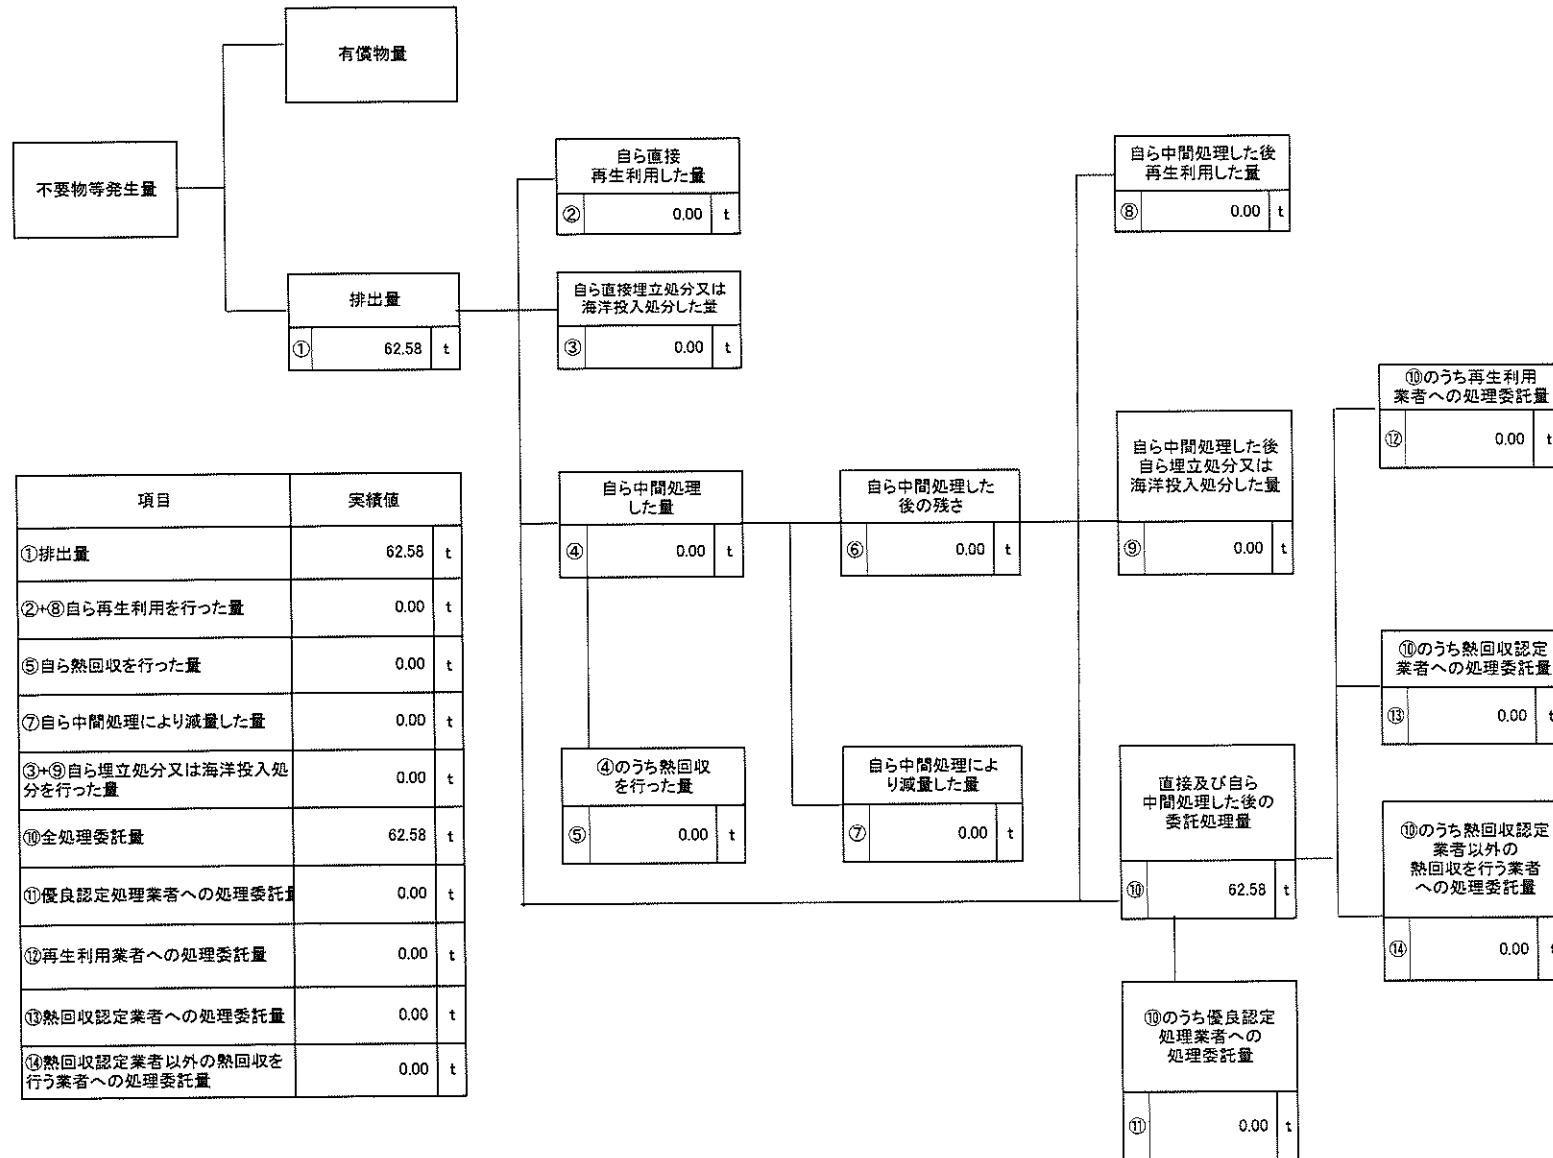 有償物量
不要物等発生量
排出量
① 62.58 t
自ら直接
再生利用した量
② 0.00 t
自ら直接埋立処分又は
海洋投入処分した量
③ 0.00 t
自ら中間処理
した量
④ 0.00 t
④のうち熱回収
を行った量
⑤ 0.00 t
自ら中間処理した
後の残さ
⑥ 0.00 t
自ら中間処理によ
り減量した量
⑦ 0.00 t
自ら中間処理した後
再生利用した量
⑧ 0.00 t
自ら中間処理した後
自ら埋立処分又は
海洋投入処分した量
⑨ 0.00 t
直接及び自ら
中間処理した後の
委託処理量
⑩ 62.58 t
⑩のうち優良認定
処理業者への
処理委託量
⑪ 0.00 t
⑩のうち再生利用
業者への処理委託量
⑫ 0.00 t
⑩のうち熱回収認定
業者への処理委託量
⑬ 0.00 t
⑩のうち熱回収認定
業者以外の
熱回収を行う業者
への処理委託量
⑭ 0.00 t
項目 実績値
①排出量 62.58 t
②+⑧自ら再生利用を行った量 0.00 t
⑤自ら熱回収を行った量 0.00 t
⑦自ら中間処理により減量した量 0.00 t
③+⑨自ら埋立処分又は海洋投入処
分を行った量 0.00 t
⑩全処理委託量 62.58 t
⑪優良認定処理業者への処理委託量 0.00 t
⑫再生利用業者への処理委託量 0.00 t
⑬熱回収認定業者への処理委託量 0.00 t
⑭熱回収認定業者以外の熱回収を
行う業者への処理委託量 0.00 t